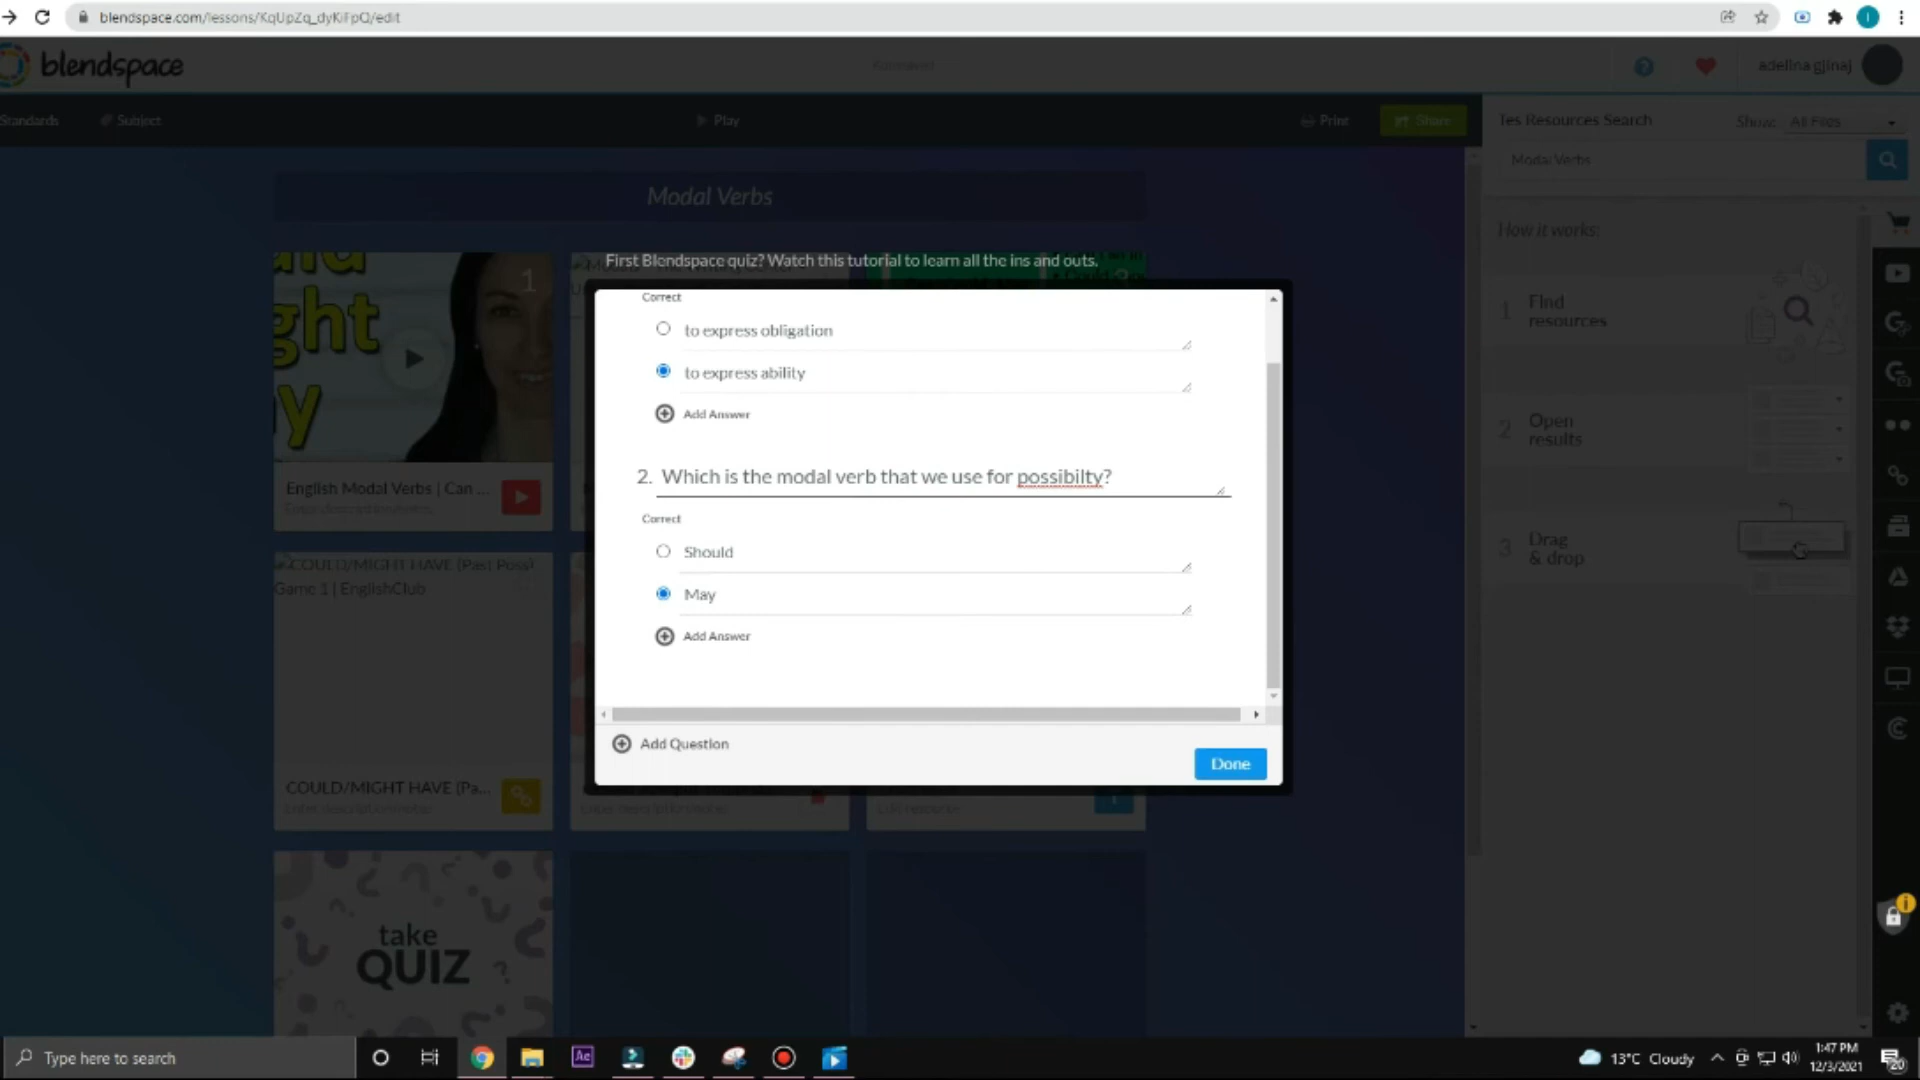 blendspace.com/lessons/KqUpZq_dyKiFpQ/edit
blendspace
adelina gjinaj
Standards
Subject
Play
Print
Share
Tes Resources Search
Show: All Files
Modal Verbs
Modal Verbs
How it works:
1 Find resources
2 Open results
3 Drag & drop
First Blendspace quiz? Watch this tutorial to learn all the ins and outs.
Correct
to express obligation
to express ability
Add Answer
2. Which is the modal verb that we use for possibilty?
Correct
Should
May
Add Answer
Add Question
Done
1
English Modal Verbs | Can ...
COULD/MIGHT HAVE (Past Poss)
Game 1 | EnglishClub
COULD/MIGHT HAVE (Pa...
Edit resource
take
QUIZ
Type here to search
Ae
13°C Cloudy
1:47 PM
12/3/2021
20